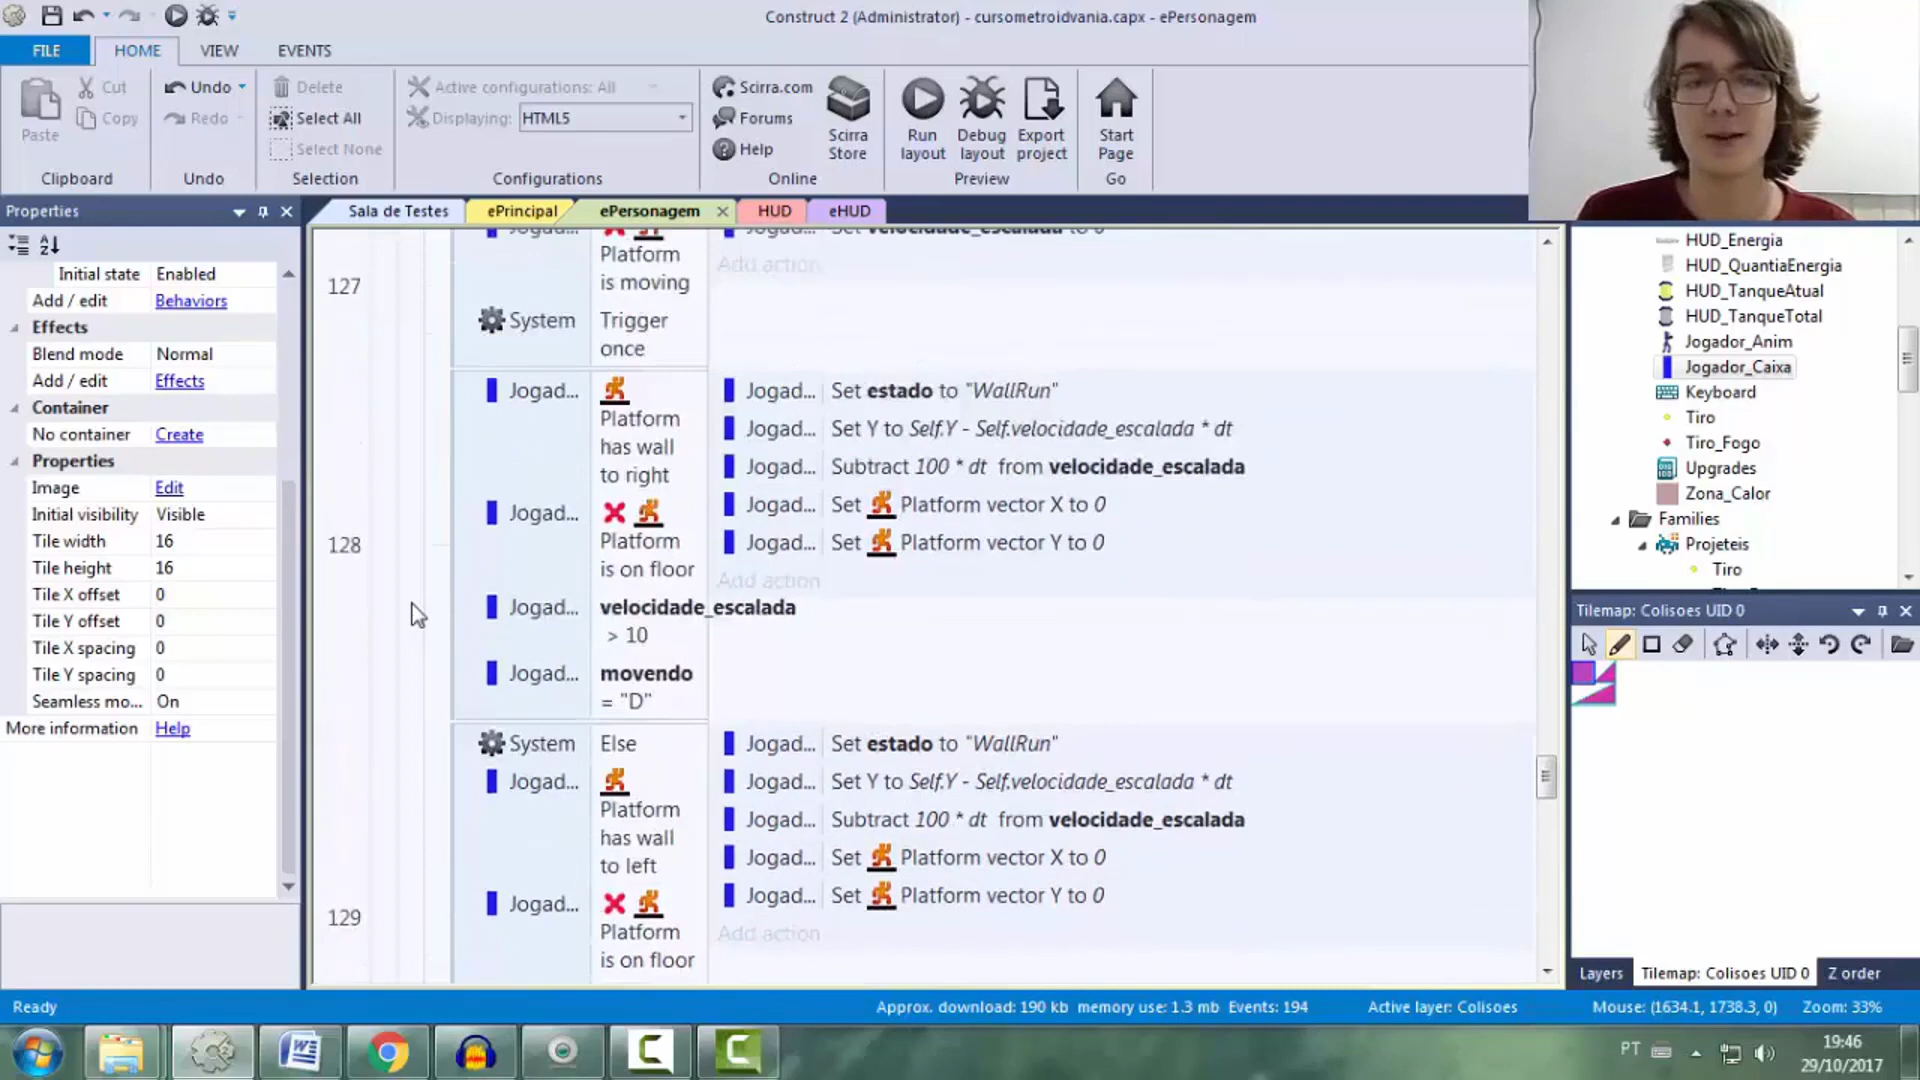 Construct 2 (Administrator) - cursometroidvania.capx - ePersonagem
FILE HOME VIEW EVENTS
Paste
Cut
Copy
Clipboard
Undo
Redo
Undo
Delete
Select All
Select None
Selection
Active configurations: All
Displaying: HTML5
Configurations
Scirra.com
Forums
Help
Scirra Store
Online
Run layout
Debug layout
Export project
Preview
Start Page
Go
Properties
Sala de Testes ePrincipal ePersonagem HUD eHUD
Initial state Enabled
Add / edit Behaviors
Effects
Blend mode Normal
Add / edit Effects
Container
No container Create
Properties
Image Edit
Initial visibility Visible
Tile width 16
Tile height 16
Tile X offset 0
Tile Y offset 0
Tile X spacing 0
Tile Y spacing 0
Seamless mo... On
More information Help
127
Jogad... Set velocidade_escalada to 0
Platform is moving
Add action
System Trigger once
128
Jogad... Platform has wall to right
Jogad... Platform is on floor
Jogad... velocidade_escalada > 10
Jogad... movendo = "D"
Jogad... Set estado to "WallRun"
Jogad... Set Y to Self.Y - Self.velocidade_escalada * dt
Jogad... Subtract 100 * dt from velocidade_escalada
Jogad... Set Platform vector X to 0
Jogad... Set Platform vector Y to 0
Add action
129
System Else
Jogad... Platform has wall to left
Jogad... Platform is on floor
Jogad... Set estado to "WallRun"
Jogad... Set Y to Self.Y - Self.velocidade_escalada * dt
Jogad... Subtract 100 * dt from velocidade_escalada
Jogad... Set Platform vector X to 0
Jogad... Set Platform vector Y to 0
Add action
HUD_Energia
HUD_QuantiaEnergia
HUD_TanqueAtual
HUD_TanqueTotal
Jogador_Anim
Jogador_Caixa
Keyboard
Tiro
Tiro_Fogo
Upgrades
Zona_Calor
Families
Projeteis
Tiro
Tilemap: Colisoes UID 0
Layers Tilemap: Colisoes UID 0 Z order
Ready
Approx. download: 190 kb memory use: 1.3 mb Events: 194
Active layer: Colisoes
Mouse: (1634.1, 1738.3, 0)
Zoom: 33%
PT
19:46
29/10/2017